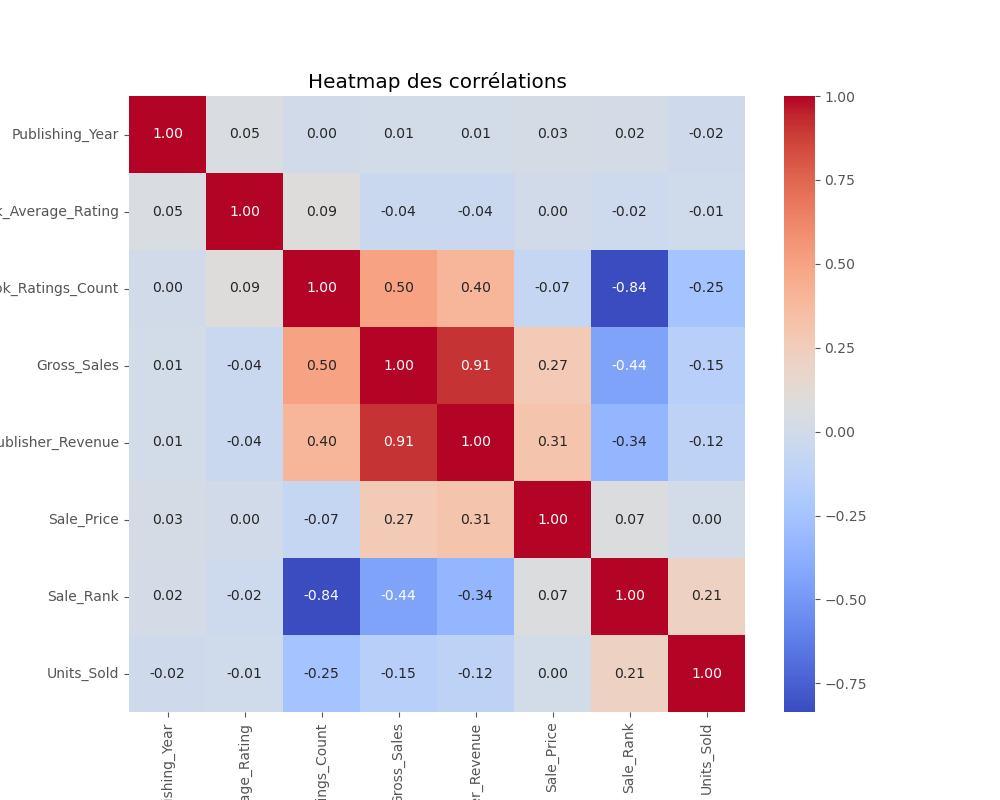 Heatmap des corrélations
Publishing_Year 1.00 0.05 0.00 0.01 0.01 0.03 0.02 -0.02
k_Average_Rating 0.05 1.00 0.09 -0.04 -0.04 0.00 -0.02 -0.01
ok_Ratings_Count 0.00 0.09 1.00 0.50 0.40 -0.07 -0.84 -0.25
Gross_Sales 0.01 -0.04 0.50 1.00 0.91 0.27 -0.44 -0.15
ublisher_Revenue 0.01 -0.04 0.40 0.91 1.00 0.31 -0.34 -0.12
Sale_Price 0.03 0.00 -0.07 0.27 0.31 1.00 0.07 0.00
Sale_Rank 0.02 -0.02 -0.84 -0.44 -0.34 0.07 1.00 0.21
Units_Sold -0.02 -0.01 -0.25 -0.15 -0.12 0.00 0.21 1.00
ishing_Year
age_Rating
ings_Count
Gross_Sales
er_Revenue
Sale_Price
Sale_Rank
Units_Sold
1.00
0.75
0.50
0.25
0.00
−0.25
−0.50
−0.75